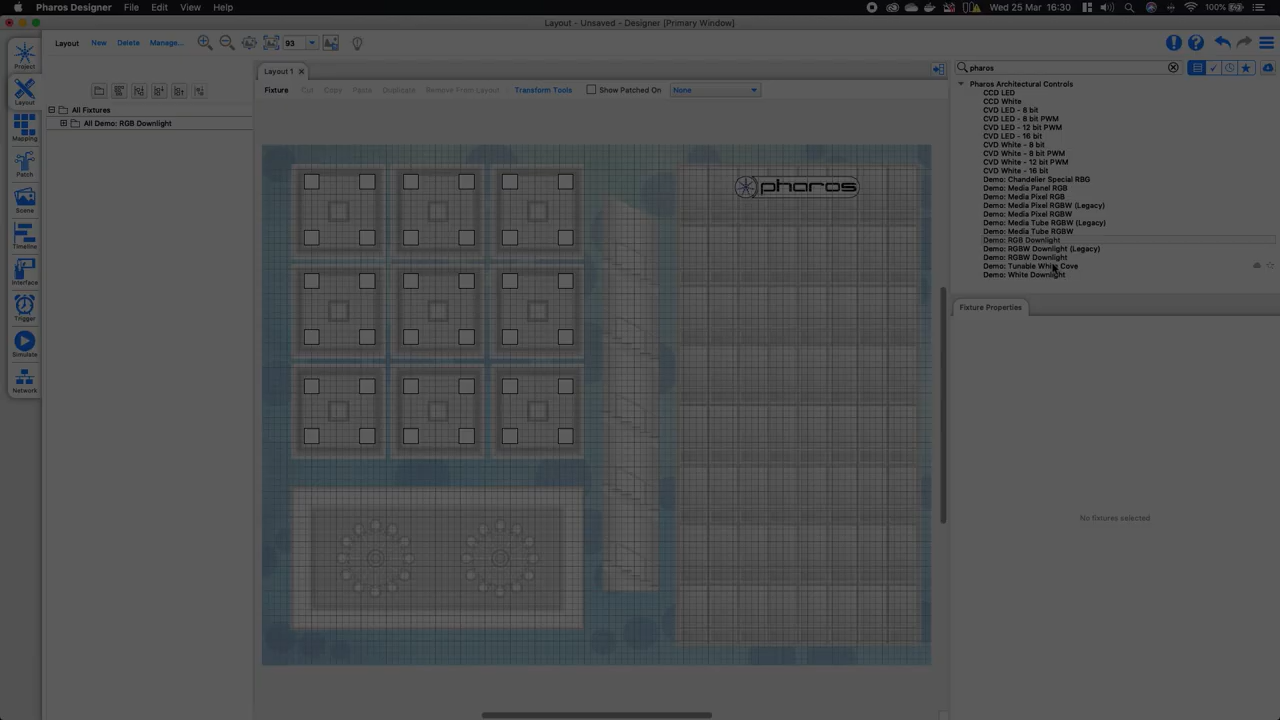 Pharos Designer File Edit View Help
100% Wed 25 Mar 16:30
Layout - Unsaved - Designer [Primary Window]
Project
Layout
Mapping
Patch
Scene
Timeline
Interface
Trigger
Simulate
Network
Layout New Delete Manage...
93
All Fixtures
All Demo: RGB Downlight
Layout 1
Fixture Cut Copy Paste Duplicate Remove From Layout Transform Tools Show Patched On None
pharos
pharos
Pharos Architectural Controls
CCD LED
CCD White
CVD LED - 8 bit
CVD LED - 8 bit PWM
CVD LED - 12 bit PWM
CVD LED - 16 bit
CVD White - 8 bit
CVD White - 8 bit PWM
CVD White - 12 bit PWM
CVD White - 16 bit
Demo: Chandelier Special RBG
Demo: Media Panel RGB
Demo: Media Pixel RGB
Demo: Media Pixel RGBW (Legacy)
Demo: Media Pixel RGBW
Demo: Media Tube RGBW (Legacy)
Demo: Media Tube RGBW
Demo: RGB Downlight
Demo: RGBW Downlight (Legacy)
Demo: RGBW Downlight
Demo: Tunable White Cove
Demo: White Downlight
Fixture Properties
No fixtures selected